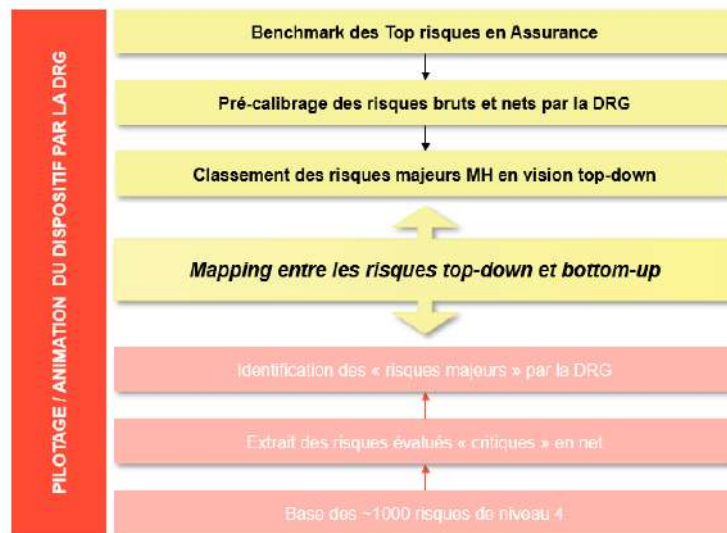 PILOTAGE / ANIMATION DU DISPOSITIF PAR LA DRG
Benchmark des Top risques en Assurance
Pré-calibrage des risques bruts et nets par la DRG
Classement des risques majeurs MH en vision top-down
Mapping entre les risques top-down et bottom-up
Identification des « risques majeurs » par la DRG
Extrait des risques évalués « critiques » en net
Base des ~1000 risques de niveau 4